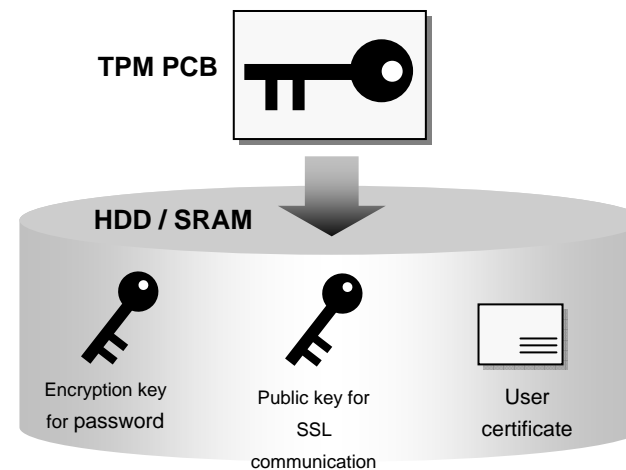 TPM PCB
HDD / SRAM
Encryption key
for password
Public key for
SSL
communication
User
certificate